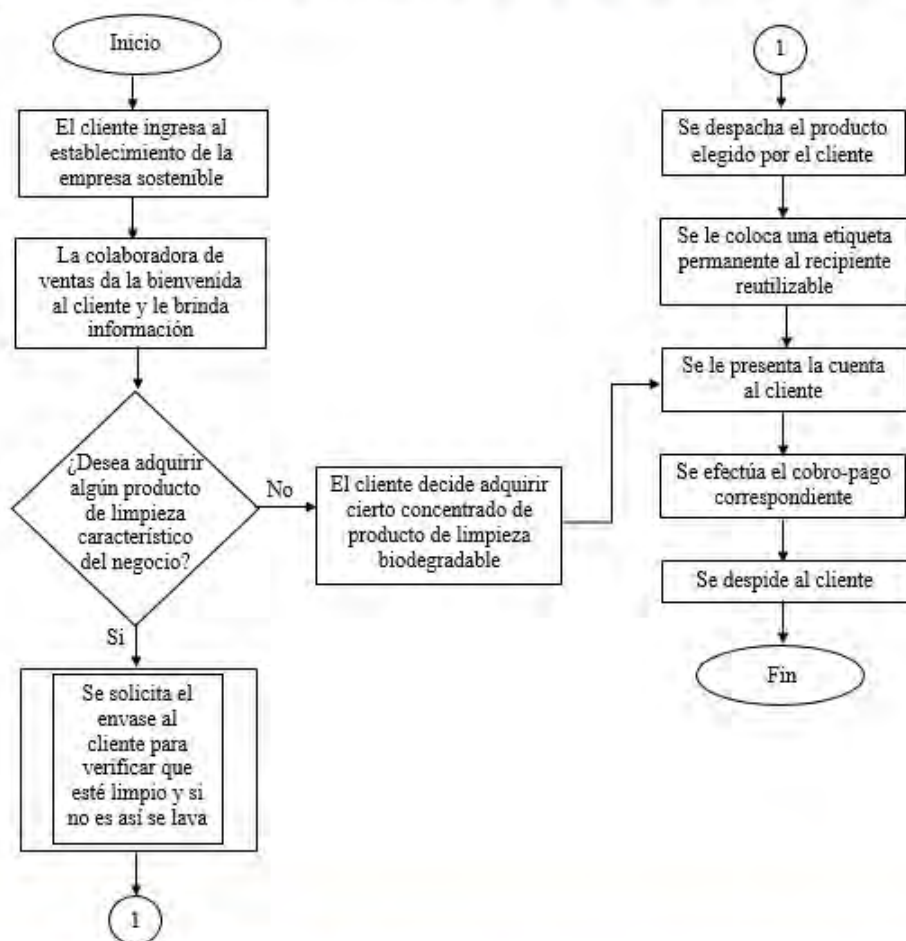 Inicio
El cliente ingresa al
establecimiento de la
empresa sostenible
La colaboradora de
ventas da la bienvenida
al cliente y le brinda
información
¿Desea adquirir
algún producto
de limpieza
característico
del negocio?
No
El cliente decide adquirir
cierto concentrado de
producto de limpieza
biodegradable
Si
Se solicita el
envase al
cliente para
verificar que
esté limpio y si
no es así se lava
1
1
Se despacha el producto
elegido por el cliente
Se le coloca una etiqueta
permanente al recipiente
reutilizable
Se le presenta la cuenta
al cliente
Se efectúa el cobro-pago
correspondiente
Se despide al cliente
Fin